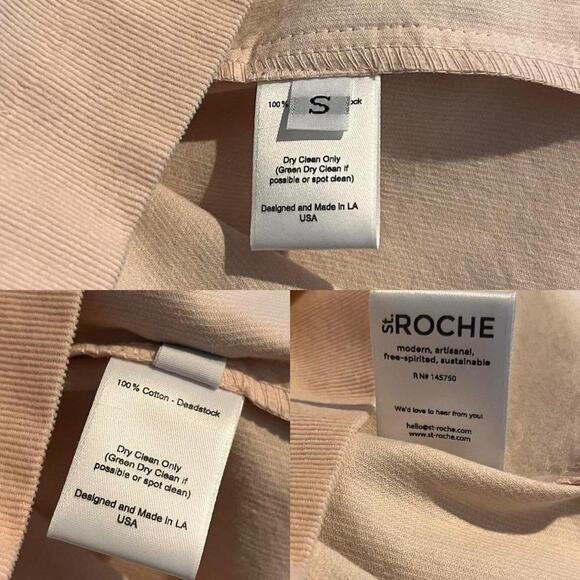 100%
S
ock
Dry Clean Only
(Green Dry Clean if
possible or spot clean)
Designed and Made In LA
USA
100% Cotton - Deadstock
Dry Clean Only
(Green Dry Clean if
possible or spot clean)
Designed and Made in LA
USA
st.ROCHE
modern, artisanal,
free-spirited, sustainable
RN# 145750
We'd love to hear from you!
hello@st-roche.com
www.st-roche.com